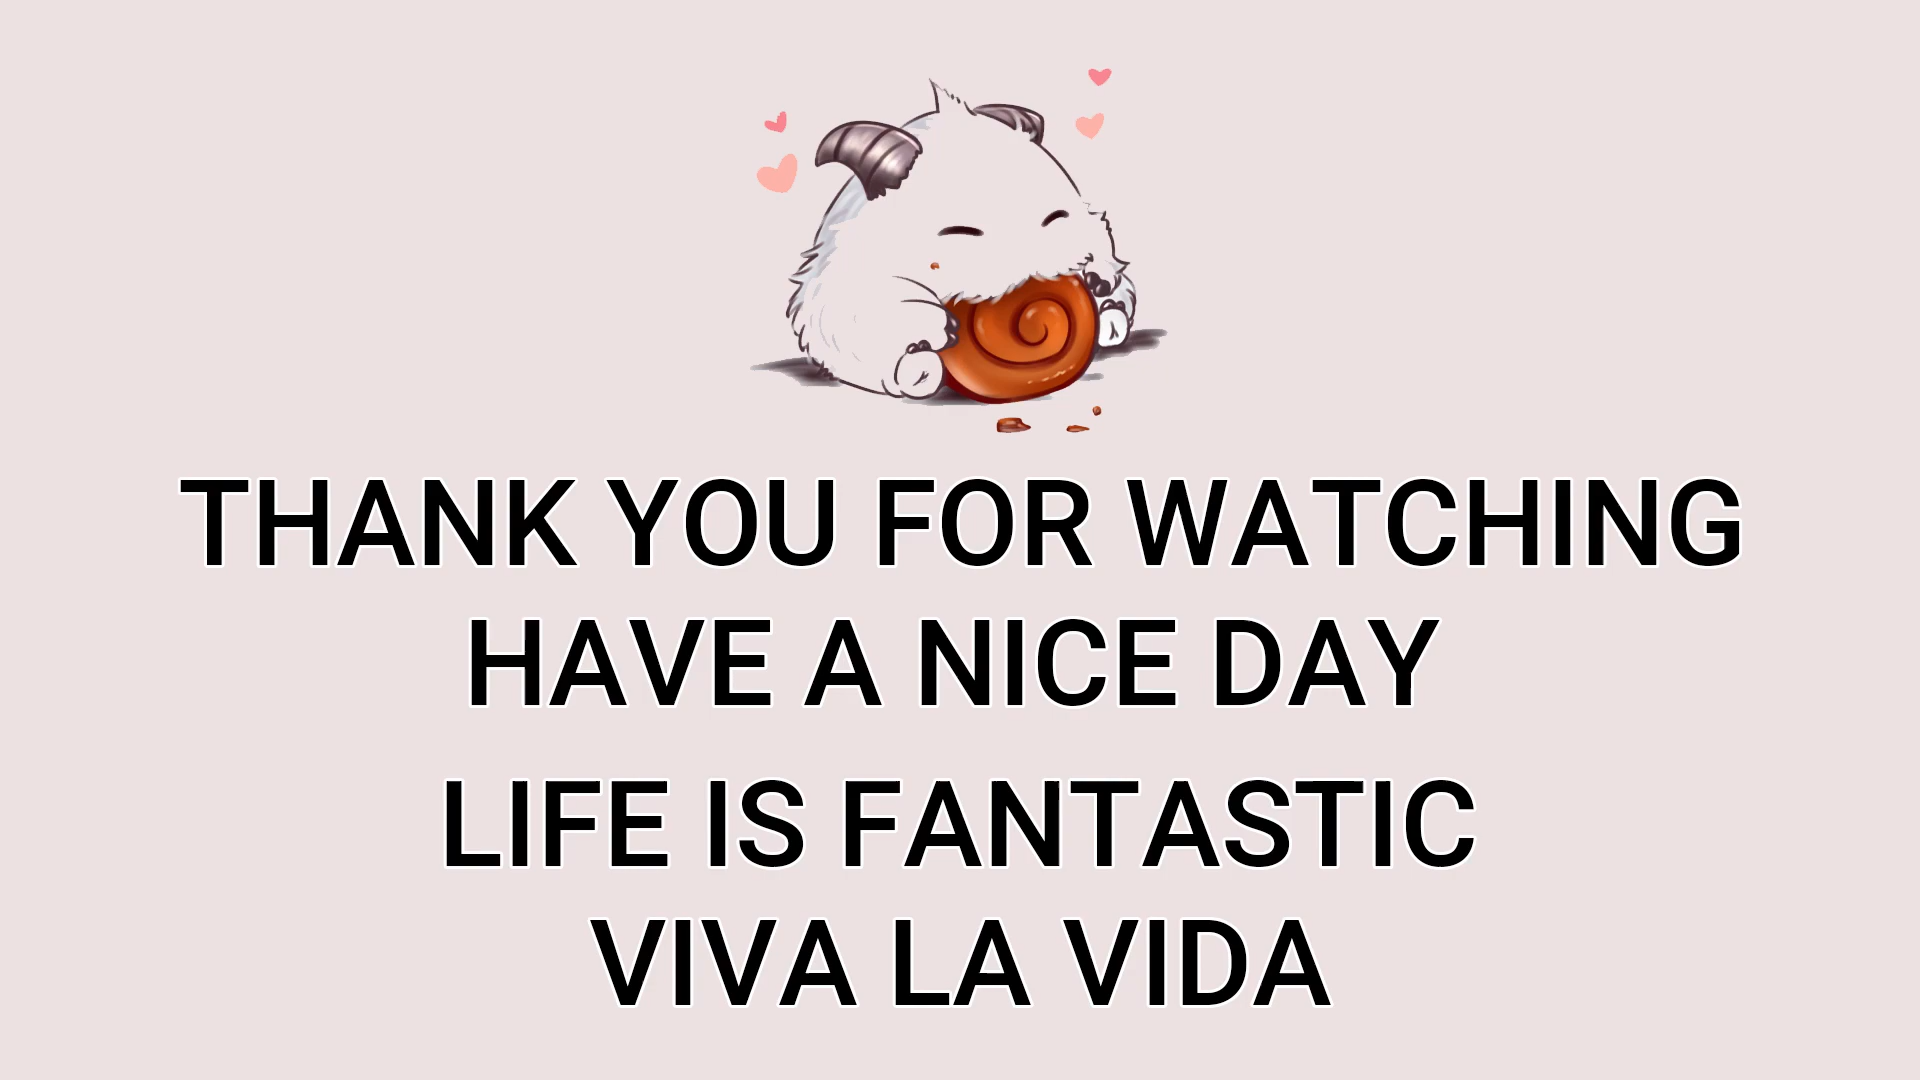 THANK YOU FOR WATCHING
HAVE A NICE DAY
LIFE IS FANTASTIC
VIVA LA VIDA